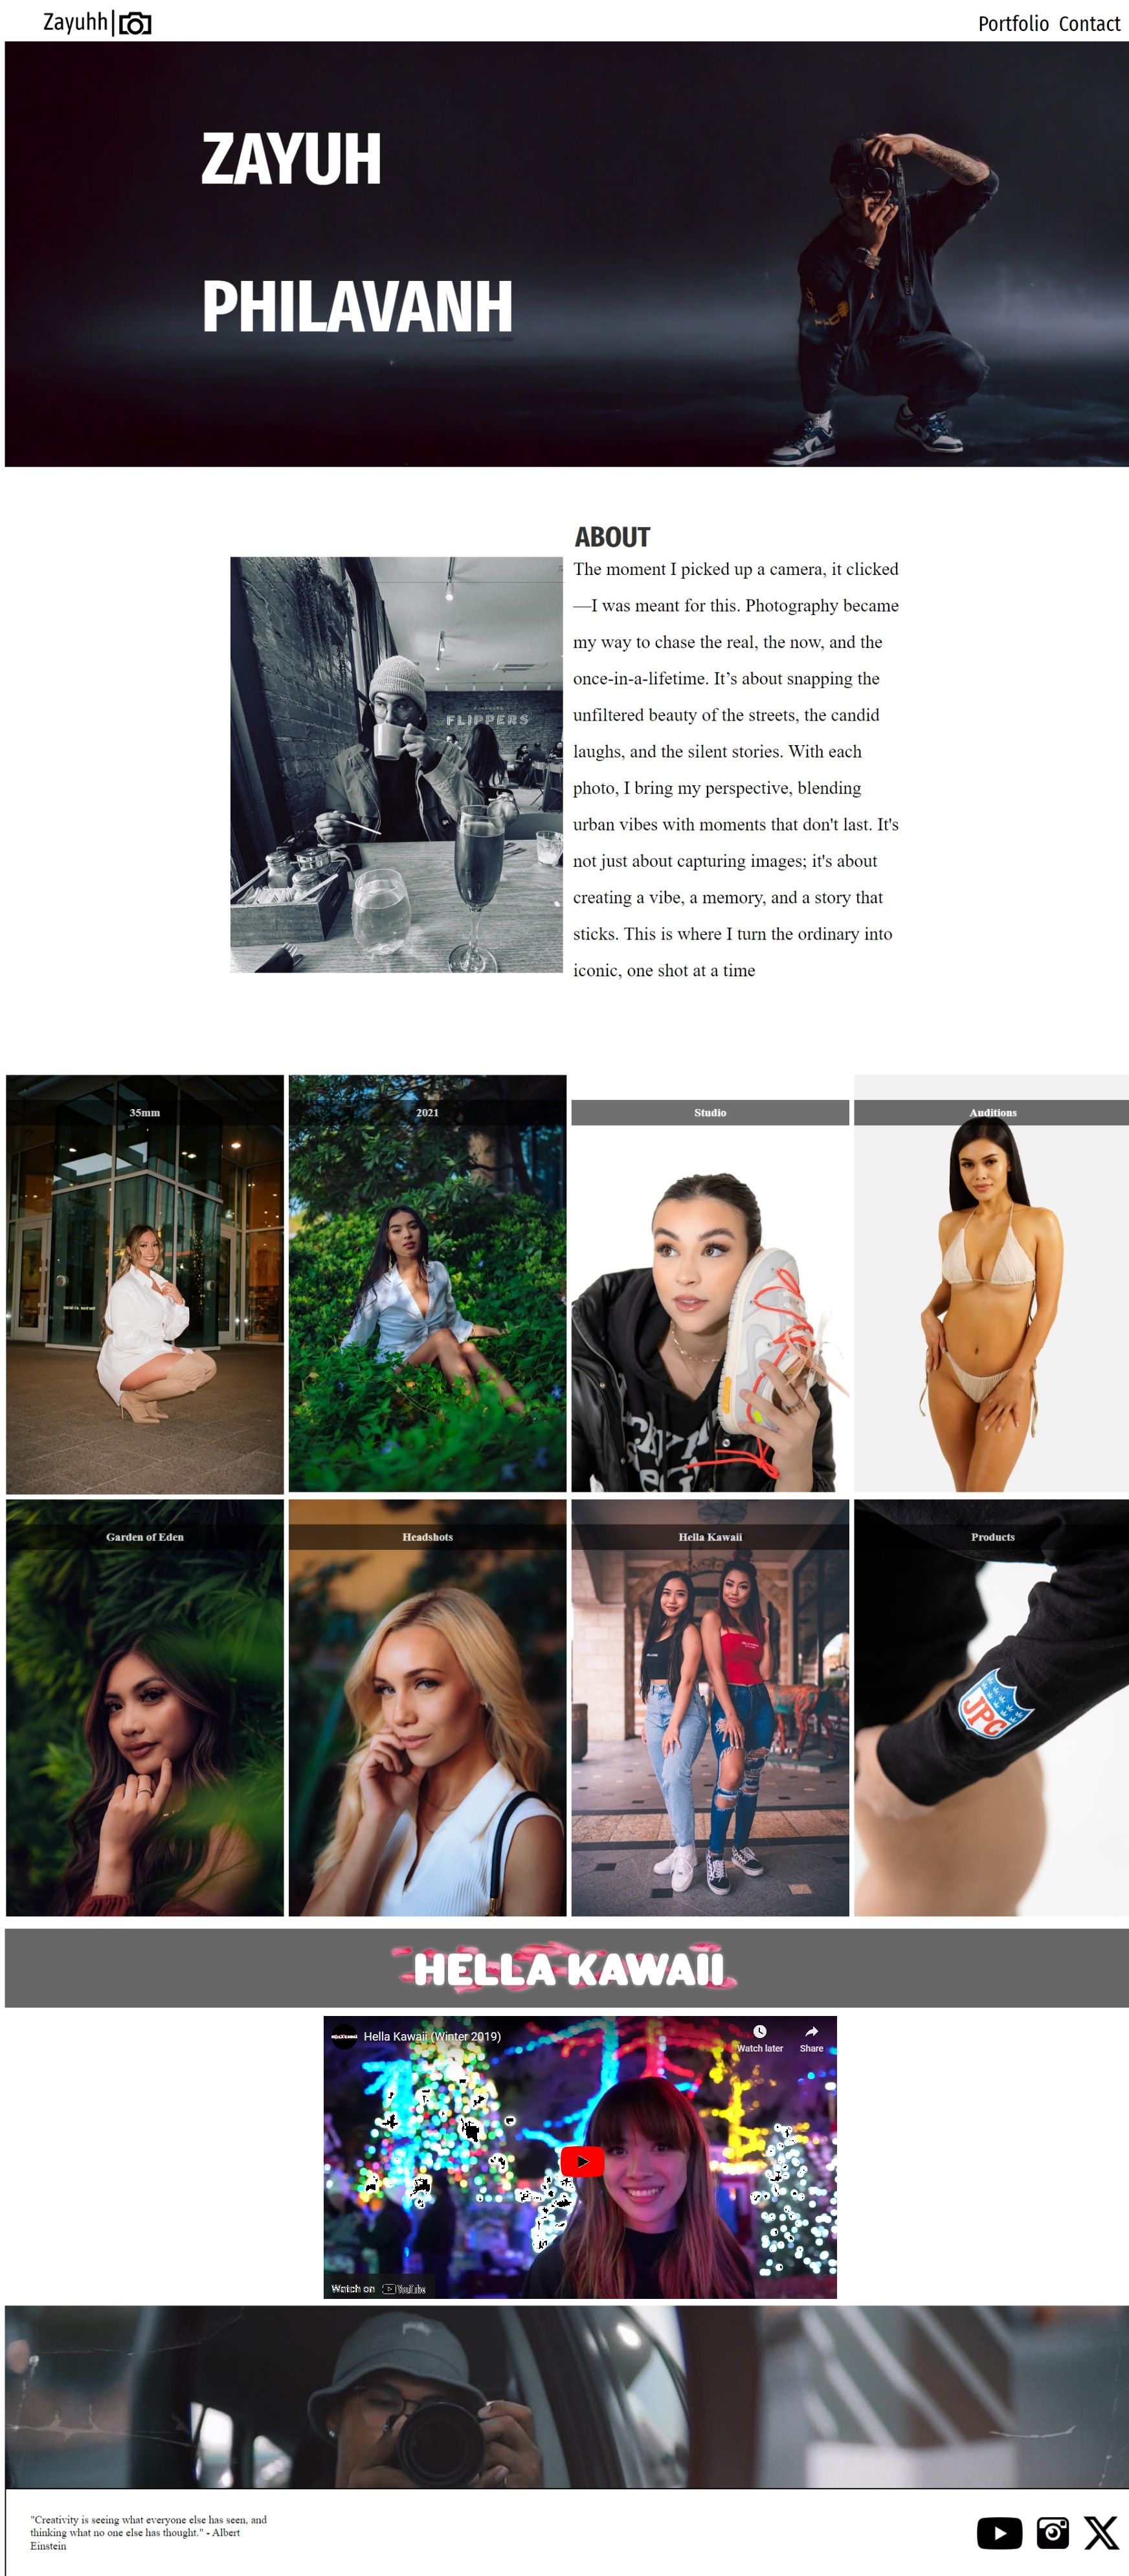 Zayuhh|
Portfolio Contact
ZAYUH
PHILAVANH
ABOUT
The moment I picked up a camera, it clicked
—I was meant for this. Photography became
my way to chase the real, the now, and the
once-in-a-lifetime. It’s about snapping the
unfiltered beauty of the streets, the candid
laughs, and the silent stories. With each
photo, I bring my perspective, blending
urban vibes with moments that don't last. It's
not just about capturing images; it's about
creating a vibe, a memory, and a story that
sticks. This is where I turn the ordinary into
iconic, one shot at a time
FLIPPERS
35mm
2021
Studio
Auditions
Garden of Eden
Headshots
Hella Kawaii
Products
JPC
HELLA KAWAII
Hella Kawaii (Winter 2019)
Watch later
Share
Watch on YouTube
"Creativity is seeing what everyone else has seen, and
thinking what no one else has thought." - Albert
Einstein